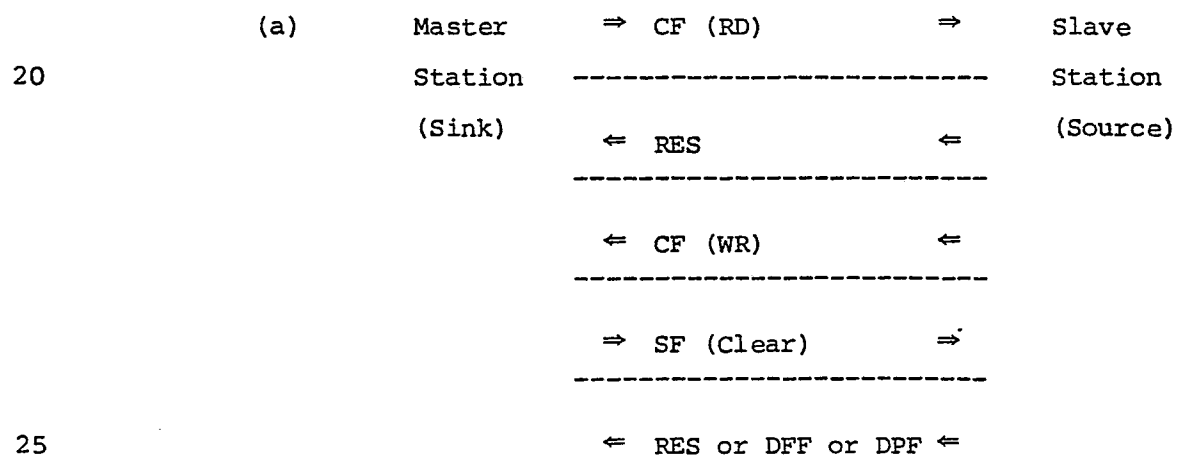 (a) Master ⇒ CF (RD) ⇒ Slave
20 Station -------------------------- Station
(Sink) (Source)
⇐ RES ⇐
--------------------------
⇐ CF (WR) ⇐
--------------------------
⇒ SF (Clear) ⇒
--------------------------
25 ⇐ RES or DFF or DPF ⇐